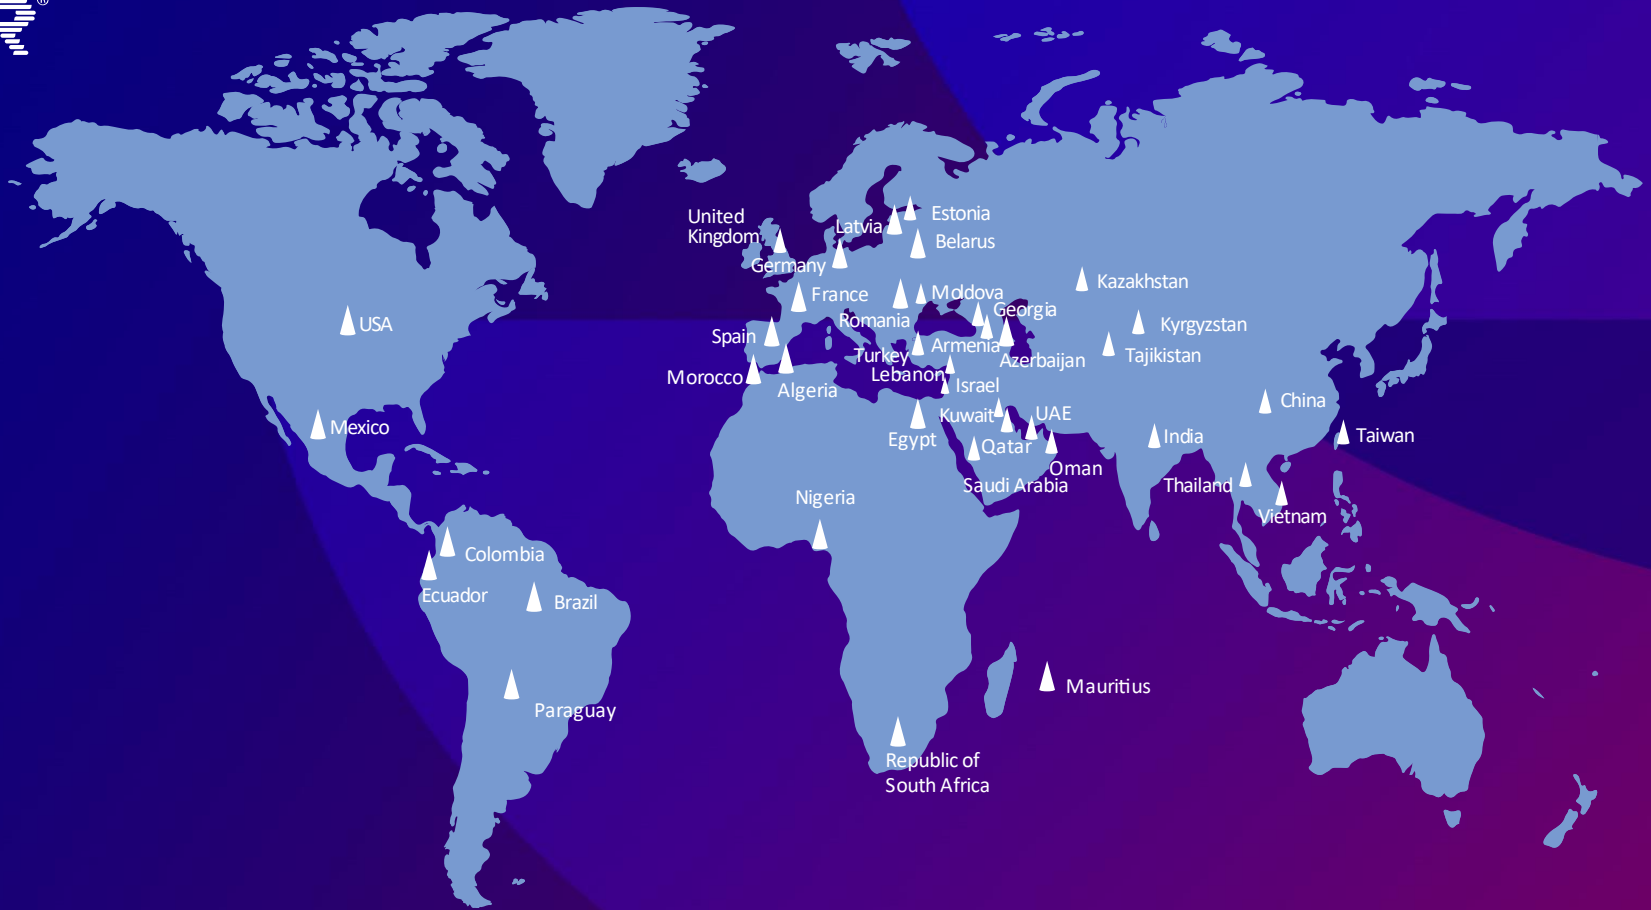 ®
United
Kingdom
Latvia
Estonia
Belarus
Germany
France
Moldova
Romania
Georgia
Kazakhstan
USA
Spain
Kyrgyzstan
Turkey
Armenia
Azerbaijan
Tajikistan
Morocco
Algeria
Lebanon
Israel
Kuwait
UAE
China
Mexico
Egypt
Qatar
India
Taiwan
Oman
Saudi Arabia
Thailand
Nigeria
Vietnam
Colombia
Ecuador
Brazil
Mauritius
Paraguay
Republic of
South Africa